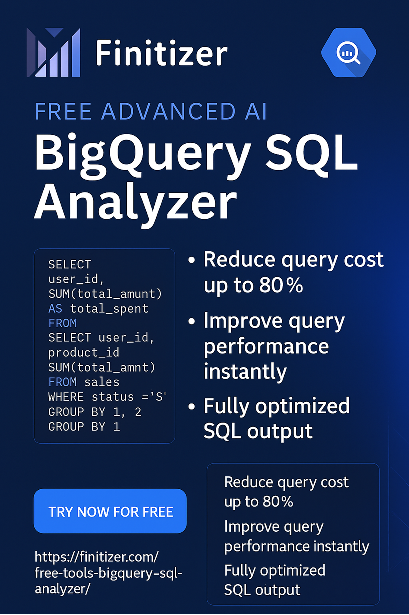 Finitizer
FREE ADVANCED AI
BigQuery SQL
Analyzer
SELECT
user_id,
SUM(total_amunt)
AS total_spent
FROM
SELECT user_id,
product_id
SUM(total_amnt)
FROM sales
WHERE status ='S'
GROUP BY 1, 2
GROUP BY 1
• Reduce query cost
up to 80%
• Improve query
performance
instantly
• Fully optimized
SQL output
TRY NOW FOR FREE
https://finitizer.com/
free-tools-bigquery-sql-
analyzer/
Reduce query cost
up to 80%
Improve query
performance instantly
Fully optimized
SQL output